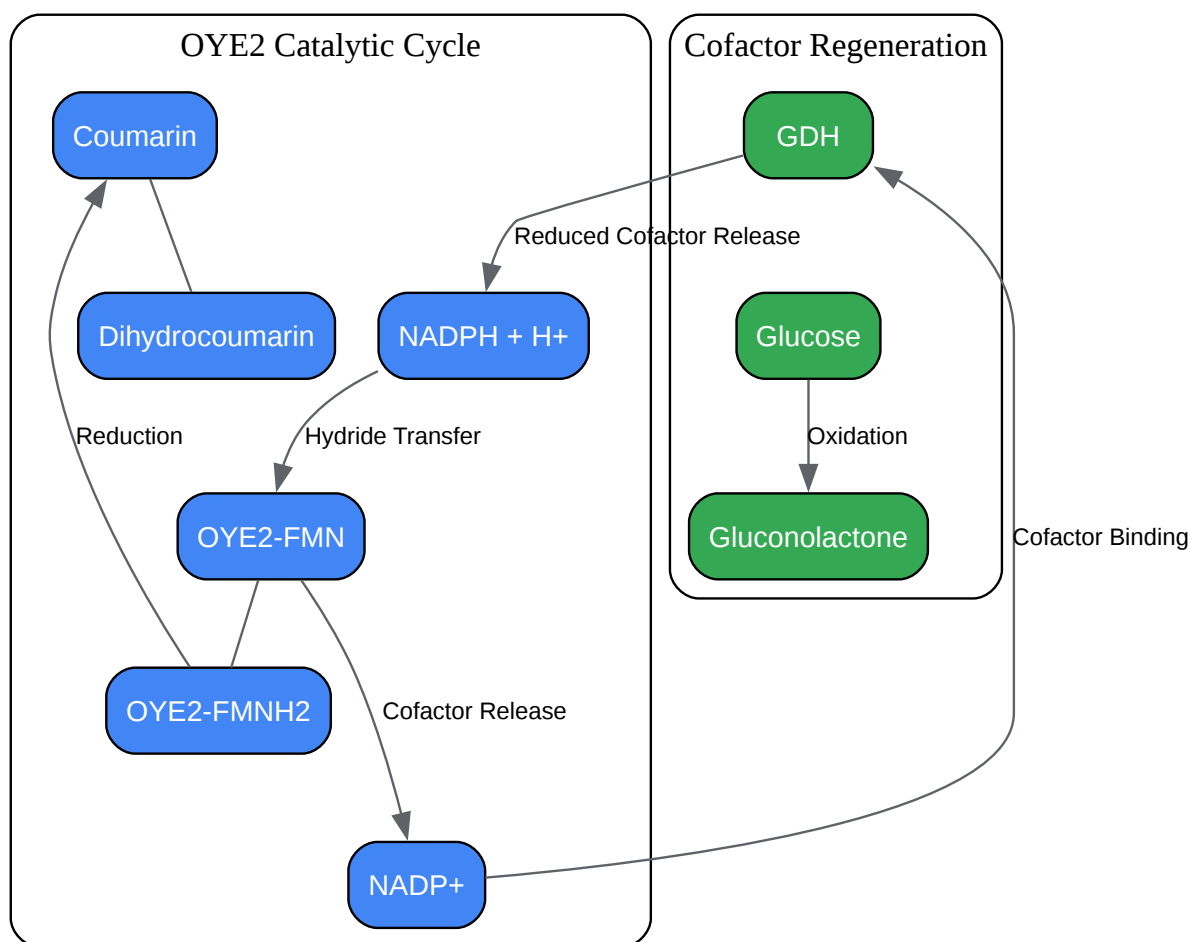 OYE2 Catalytic Cycle
Cofactor Regeneration
Coumarin
GDH
Reduced Cofactor Release
Dihydrocoumarin
NADPH + H+
Glucose
Reduction
Hydride Transfer
Oxidation
OYE2-FMN
Gluconolactone
Cofactor Binding
OYE2-FMNH2
Cofactor Release
NADP+